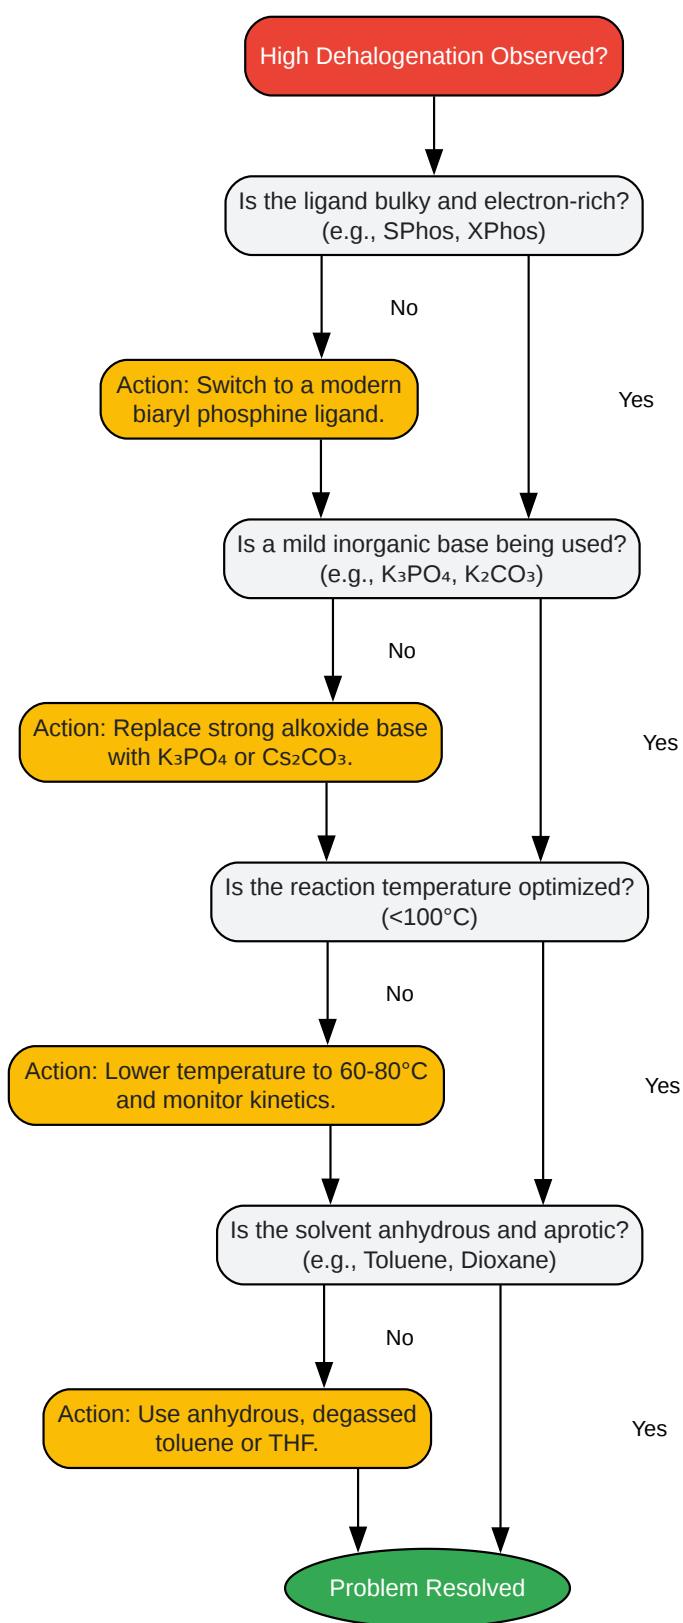 High Dehalogenation Observed?
Is the ligand bulky and electron-rich?
(e.g., SPhos, XPhos)
No
Action: Switch to a modern
biaryl phosphine ligand.
Yes
Is a mild inorganic base being used?
(e.g., K₃PO₄, K₂CO₃)
No
Action: Replace strong alkoxide base
with K₃PO₄ or Cs₂CO₃.
Yes
Is the reaction temperature optimized?
(<100°C)
No
Action: Lower temperature to 60-80°C
and monitor kinetics.
Yes
Is the solvent anhydrous and aprotic?
(e.g., Toluene, Dioxane)
No
Action: Use anhydrous, degassed
toluene or THF.
Yes
Problem Resolved